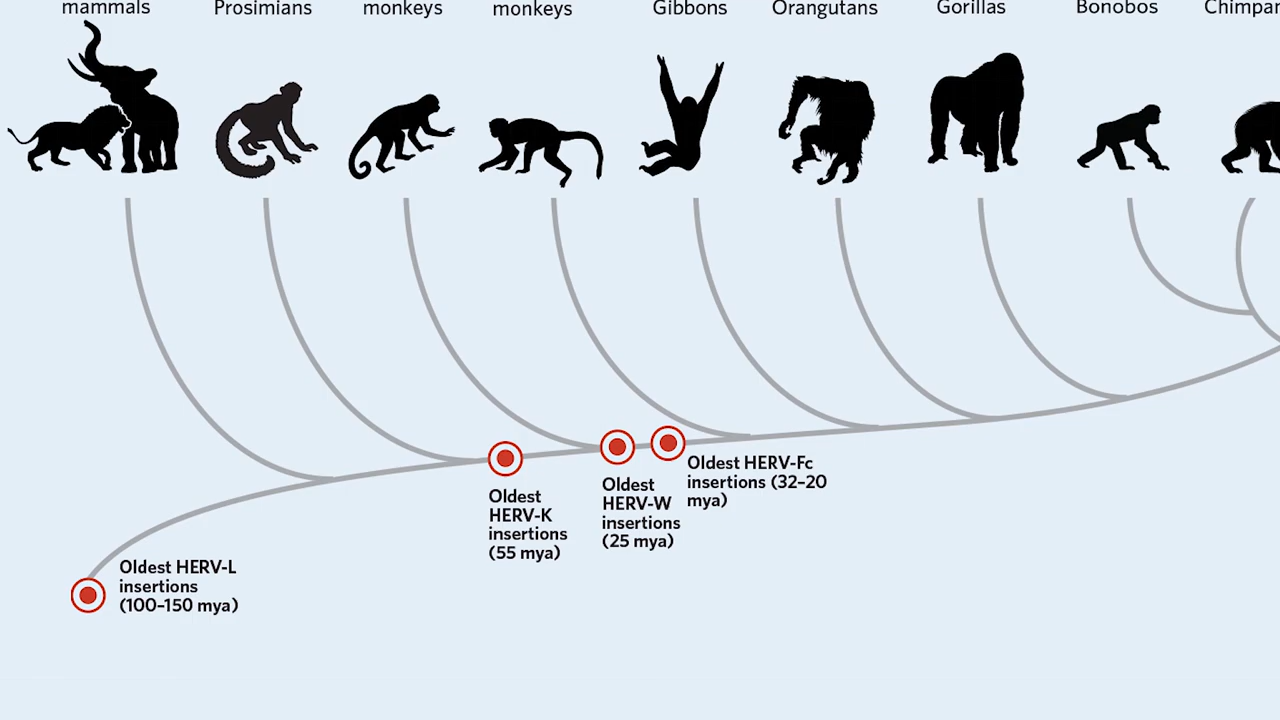 mammals Prosimians monkeys monkeys Gibbons Orangutans Gorillas Bonobos
Oldest HERV-Fc
insertions (32–20
mya)
Oldest
HERV-W
insertions
(25 mya)
Oldest
HERV-K
insertions
(55 mya)
Oldest HERV-L
insertions
(100–150 mya)